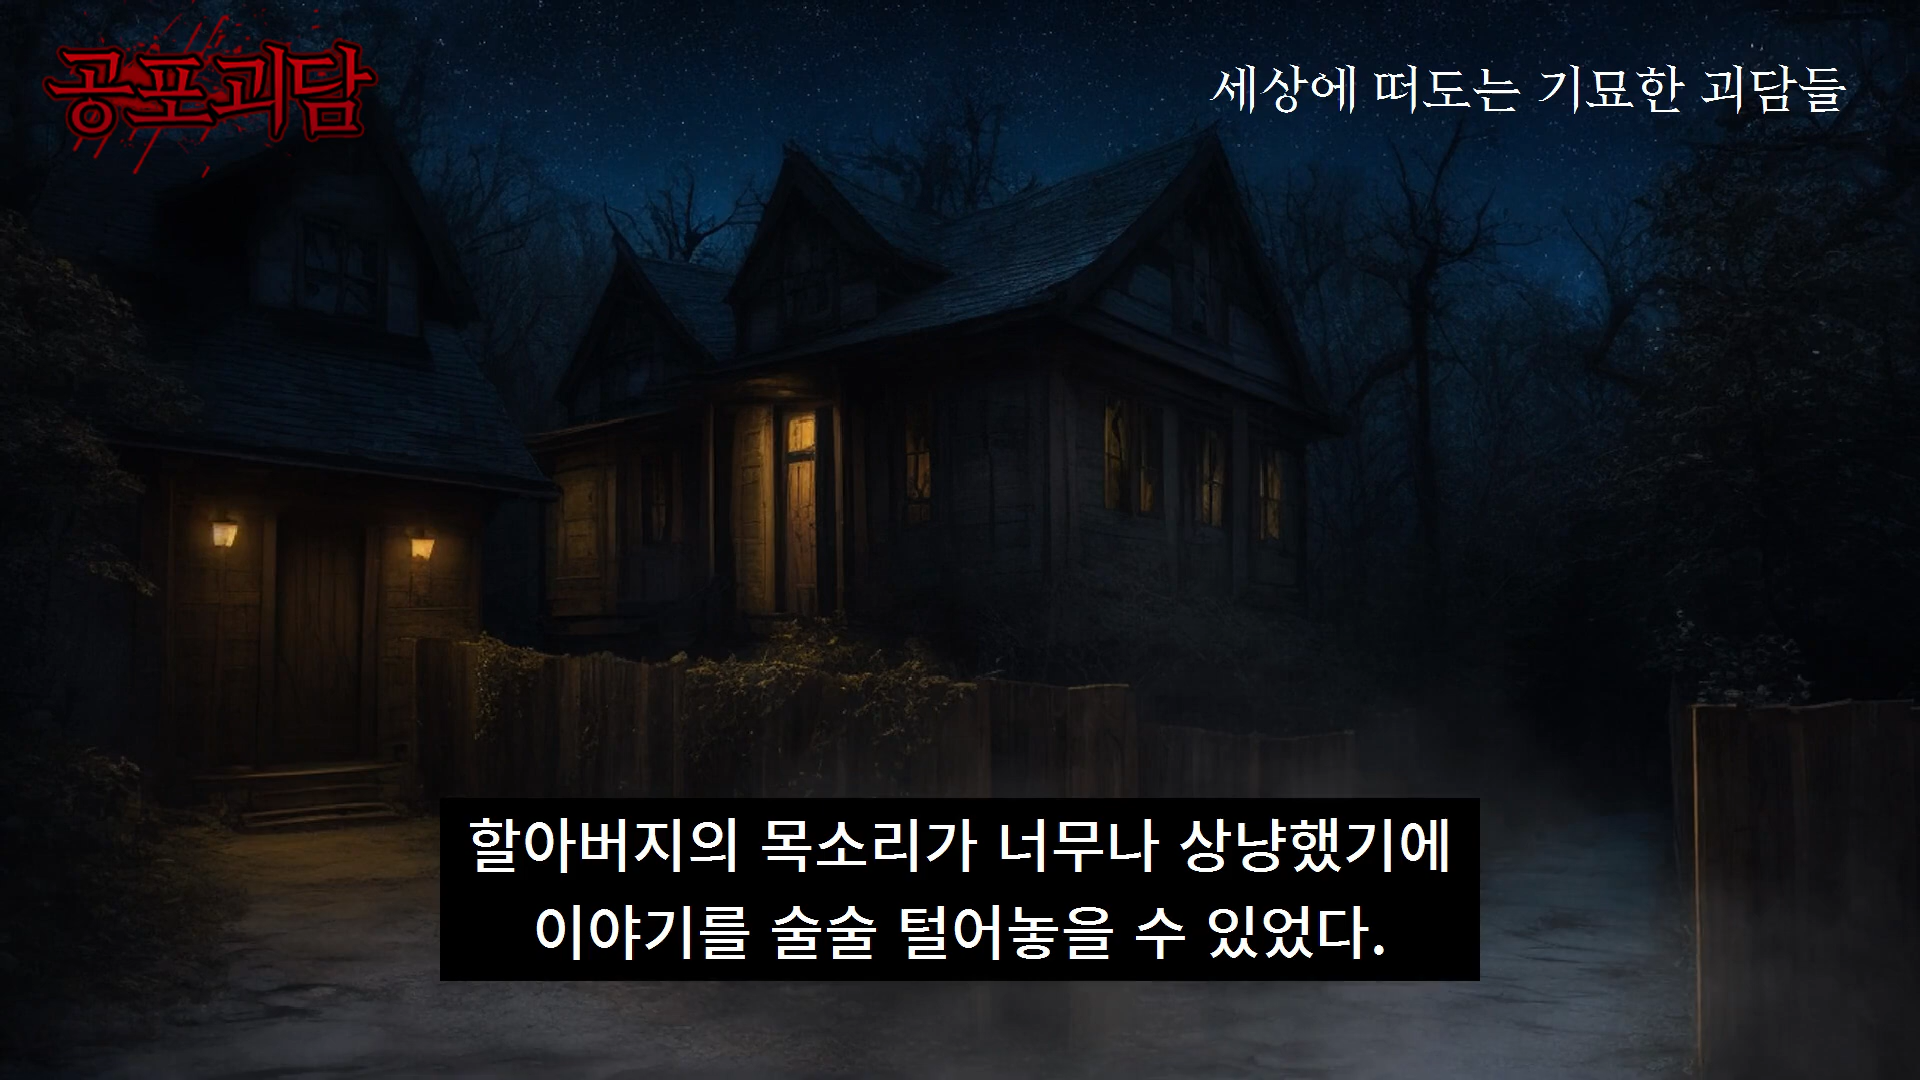 공포괴담
세상에 떠도는 기묘한 괴담들
할아버지의 목소리가 너무나 상냥했기에
이야기를 술술 털어놓을 수 있었다.